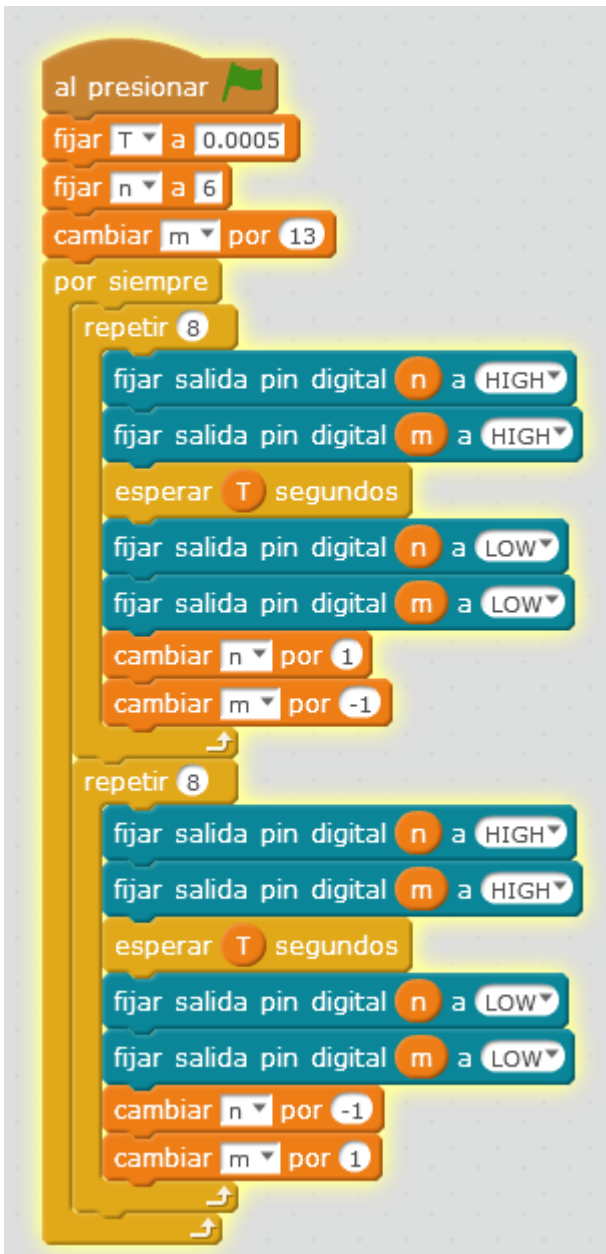 al presionar
fijar T a 0.0005
fijar n a 6
cambiar m por 13
por siempre
repetir 8
fijar salida pin digital n a HIGH
fijar salida pin digital m a HIGH
esperar T segundos
fijar salida pin digital n a LOW
fijar salida pin digital m a LOW
cambiar n por 1
cambiar m por -1
repetir 8
fijar salida pin digital n a HIGH
fijar salida pin digital m a HIGH
esperar T segundos
fijar salida pin digital n a LOW
fijar salida pin digital m a LOW
cambiar n por -1
cambiar m por 1